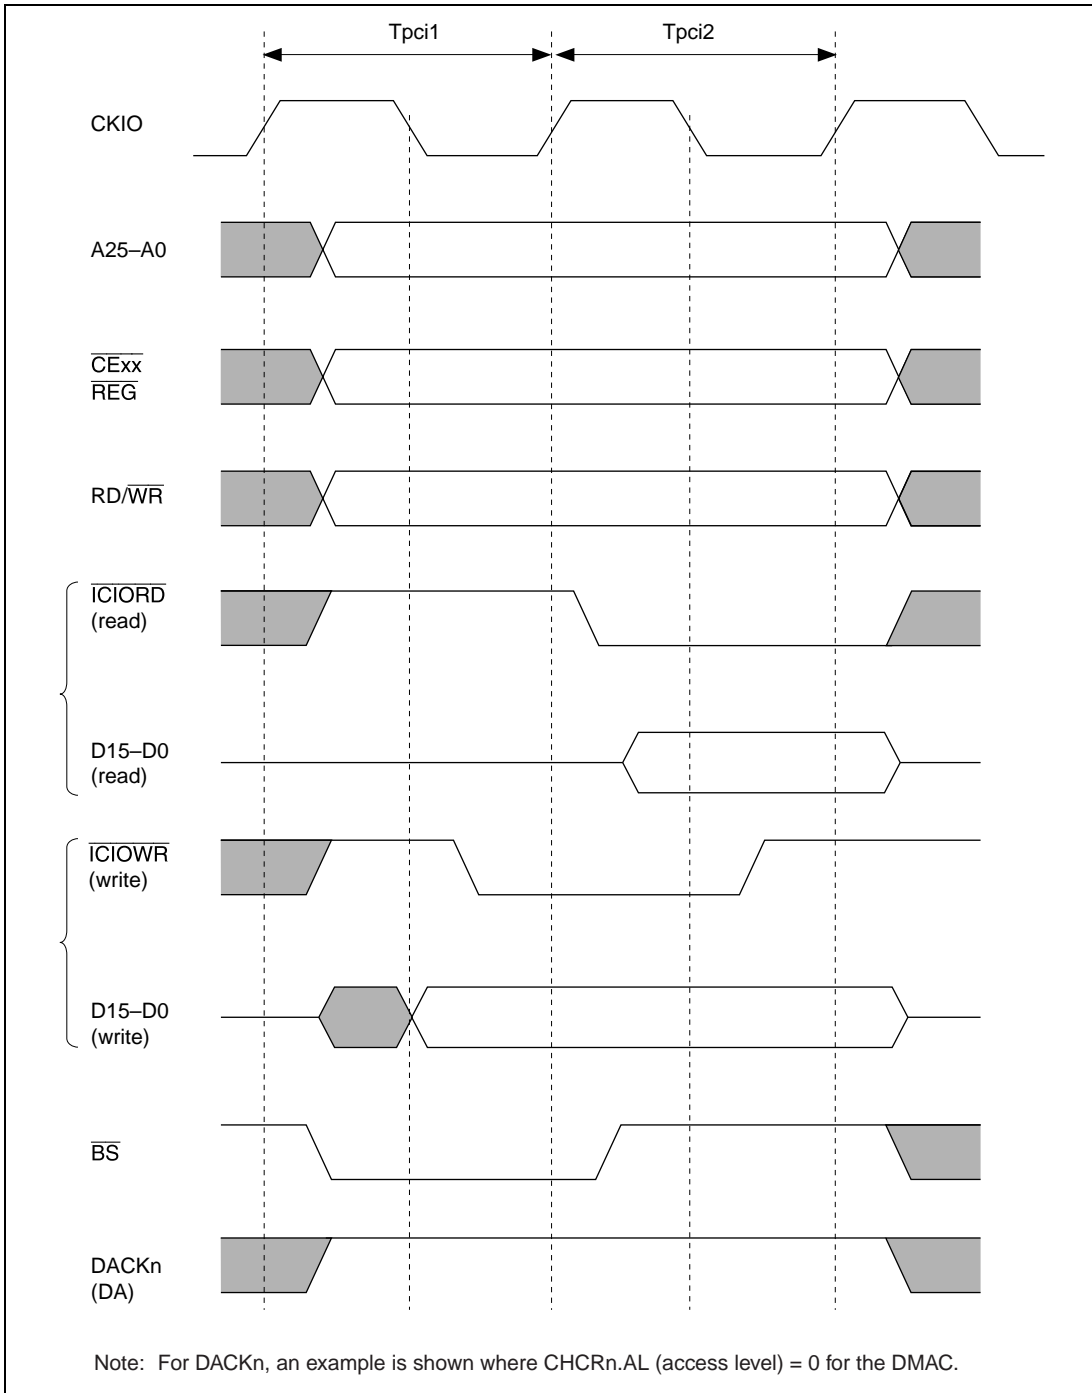 Tpci1 Tpci2
CKIO
A25–A0
CExx
REG
RD/WR
ICIORD
(read)
D15–D0
(read)
ICIOWR
(write)
D15–D0
(write)
BS
DACKn
(DA)
Note: For DACKn, an example is shown where CHCRn.AL (access level) = 0 for the DMAC.